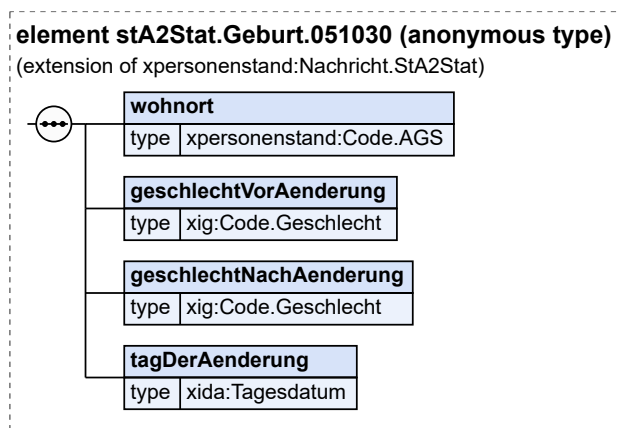 element stA2Stat.Geburt.051030 (anonymous type)
(extension of xpersonenstand:Nachricht.StA2Stat)
wohnort
type xpersonenstand:Code.AGS
geschlechtVorAenderung
type xig:Code.Geschlecht
geschlechtNachAenderung
type xig:Code.Geschlecht
tagDerAenderung
type xida:Tagesdatum